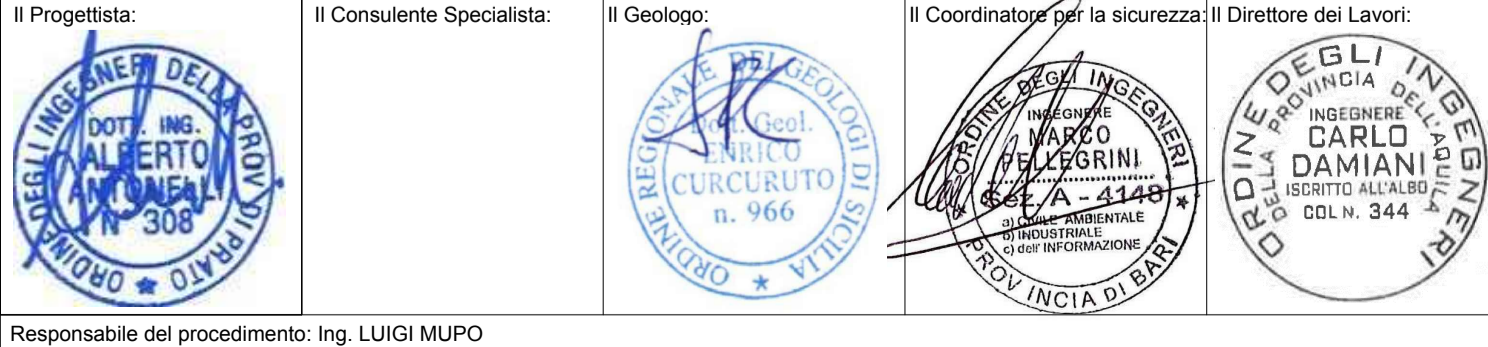 Il Progettista:
ORDINE DEGLI INGEGNERI DELLA PROV. DI PRATO
DOTT. ING.
ALBERTO
ANTONELLI
N° 308
Il Consulente Specialista:
Il Geologo:
ORDINE REGIONALE DEI GEOLOGI DI SICILIA
Dott. Geol.
ENRICO
CURCURUTO
n. 966
Il Coordinatore per la sicurezza:
ORDINE DEGLI INGEGNERI
PROVINCIA DI BARI
INGEGNERE
MARCO
PELLEGRINI
Sez. A - 4148
a) CIVILE AMBIENTALE
b) INDUSTRIALE
c) dell' INFORMAZIONE
Il Direttore dei Lavori:
ORDINE DEGLI INGEGNERI
DELLA PROVINCIA DELL'AQUILA
INGEGNERE
CARLO
DAMIANI
ISCRITTO ALL'ALBO
COL N. 344
Responsabile del procedimento: Ing. LUIGI MUPO